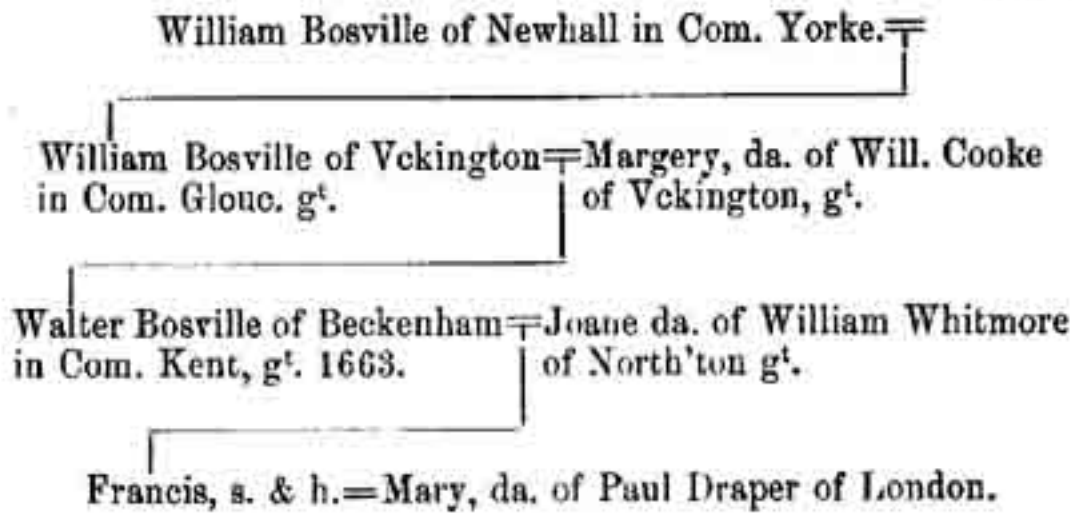 William Bosville of Newhall in Com. Yorke.
William Bosville of Vckington=Margery, da. of Will. Cooke
in Com. Glouc. gᵗ. of Vckington, gᵗ.
Walter Bosville of Beckenham=Joane da. of William Whitmore
in Com. Kent, gᵗ. 1663. of North'ton gᵗ.
Francis, s. & h.=Mary, da. of Paul Draper of London.